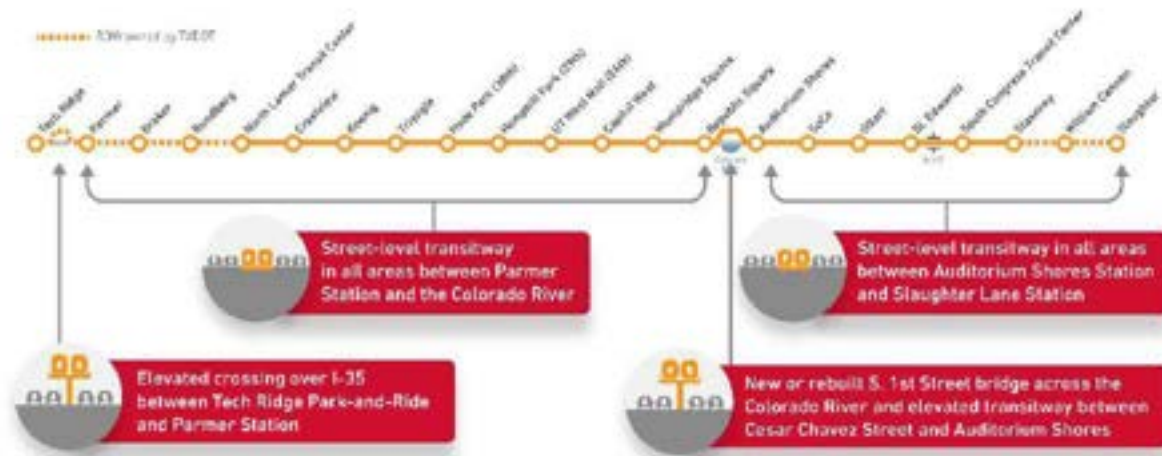 Tech Ridge
Parmer
Braker
Rundberg
North Lamar Transit Center
Crestview
Koenig
Triangle
Hyde Park (38th)
Hemphill Park (29th)
UT West Mall (24th)
Capitol West
Wooldridge Square
Republic Square
Auditorium Shores
SoCo
Oltorf
St. Edwards
South Congress Transit Center
Stassney
William Cannon
Slaughter
Street-level transitway
in all areas between Parmer
Station and the Colorado River
Street-level transitway in all areas
between Auditorium Shores Station
and Slaughter Lane Station
Elevated crossing over I-35
between Tech Ridge Park-and-Ride
and Parmer Station
New or rebuilt S. 1st Street bridge across the
Colorado River and elevated transitway between
Cesar Chavez Street and Auditorium Shores